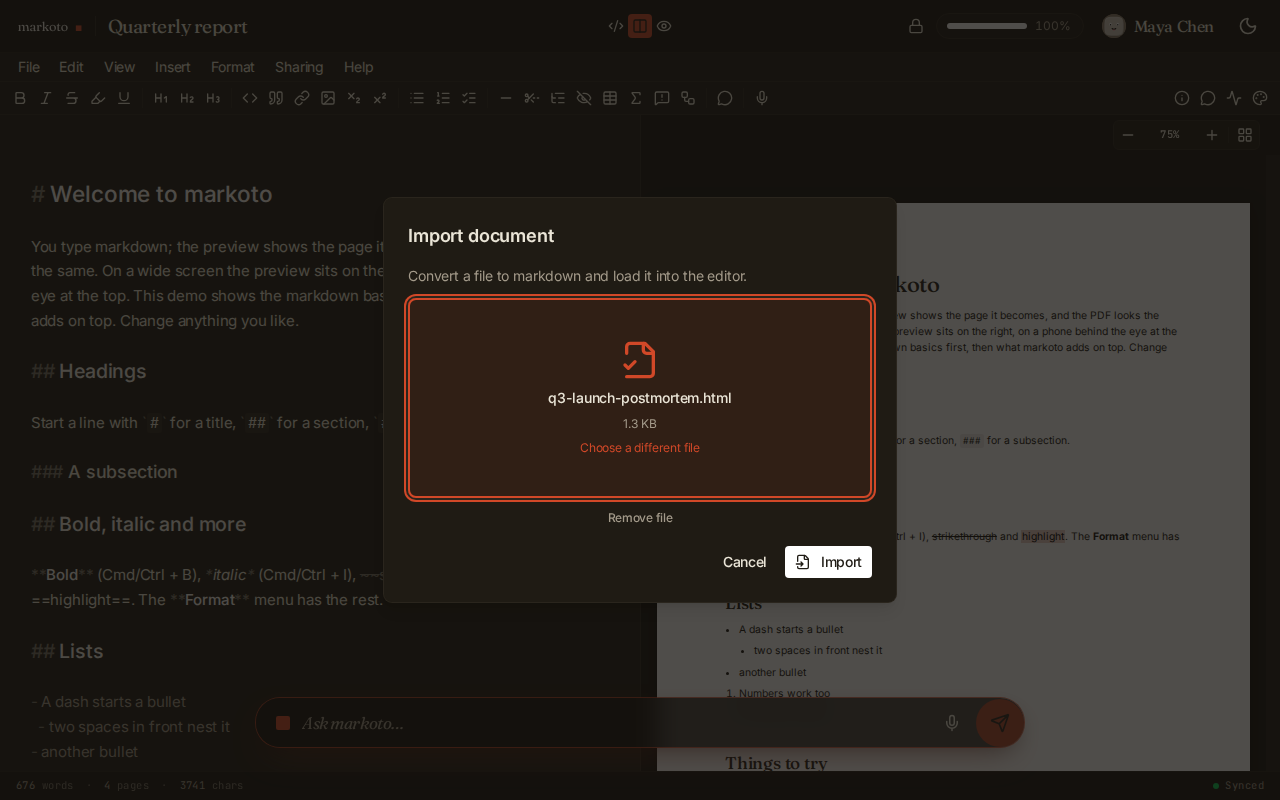 markoto
Quarterly report
100%
Maya Chen
File Edit View Insert Format Sharing Help
H1 H2 H3
75%
# Welcome to markoto
You type markdown; the preview shows the page if
the same. On a wide screen the preview sits on the
eye at the top. This demo shows the markdown bas
adds on top. Change anything you like.
## Headings
Start a line with `#` for a title, `##` for a section, `
### A subsection
## Bold, italic and more
**Bold** (Cmd/Ctrl + B), *italic* (Cmd/Ctrl + I), ~~s
==highlight==. The **Format** menu has the rest.
## Lists
- A dash starts a bullet
- two spaces in front nest it
- another bullet
Import document
Convert a file to markdown and load it into the editor.
q3-launch-postmortem.html
1.3 KB
Choose a different file
Remove file
Cancel
Import
koto
ew shows the page it becomes, and the PDF looks the
preview sits on the right, on a phone behind the eye at the
wn basics first, then what markoto adds on top. Change
or a section, ### for a subsection.
trl + I), strikethrough and highlight. The Format menu has
Lists
• A dash starts a bullet
• two spaces in front nest it
• another bullet
1. Numbers work too
Things to try
Ask markoto...
676 words · 4 pages · 3741 chars
Synced